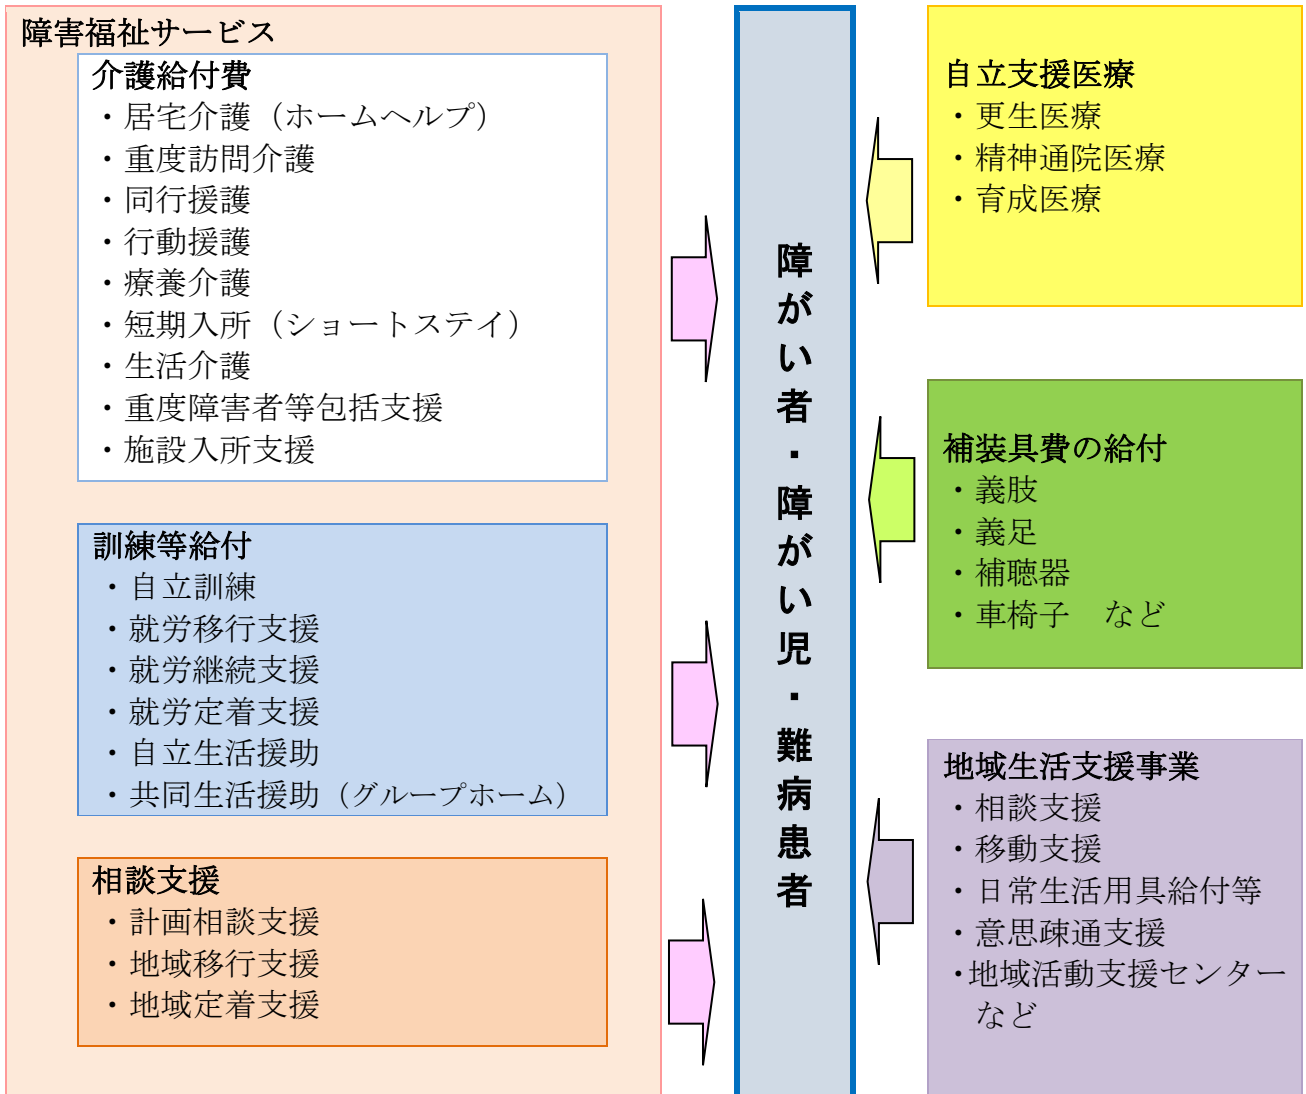 障害福祉サービス
介護給付費
・居宅介護（ホームヘルプ）
・重度訪問介護
・同行援護
・行動援護
・療養介護
・短期入所（ショートステイ）
・生活介護
・重度障害者等包括支援
・施設入所支援
訓練等給付
・自立訓練
・就労移行支援
・就労継続支援
・就労定着支援
・自立生活援助
・共同生活援助（グループホーム）
相談支援
・計画相談支援
・地域移行支援
・地域定着支援
障がい者・障がい児・難病患者
自立支援医療
・更生医療
・精神通院医療
・育成医療
補装具費の給付
・義肢
・義足
・補聴器
・車椅子　など
地域生活支援事業
・相談支援
・移動支援
・日常生活用具給付等
・意思疎通支援
・地域活動支援センター
など